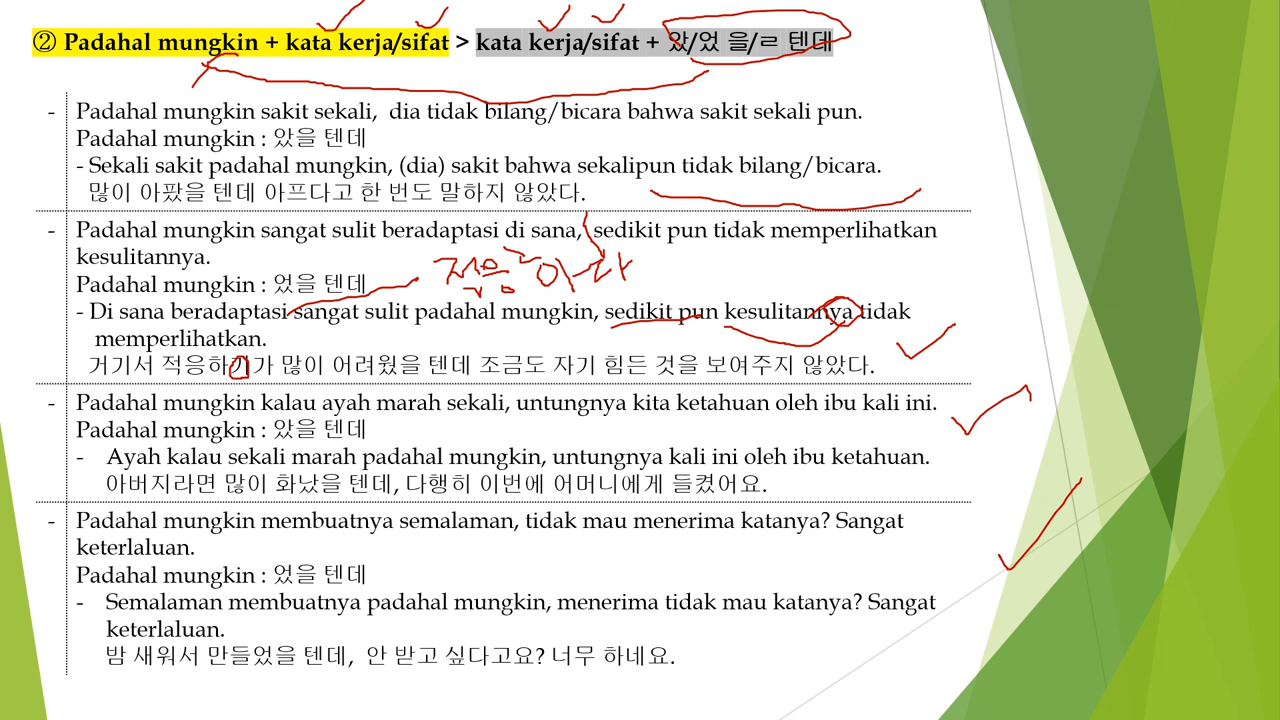 ② Padahal mungkin + kata kerja/sifat > kata kerja/sifat + 았/었 을/ㄹ 텐데
- Padahal mungkin sakit sekali, dia tidak bilang/bicara bahwa sakit sekali pun.
Padahal mungkin : 았을 텐데
- Sekali sakit padahal mungkin, (dia) sakit bahwa sekalipun tidak bilang/bicara.
많이 아팠을 텐데 아프다고 한 번도 말하지 않았다.
- Padahal mungkin sangat sulit beradaptasi di sana, sedikit pun tidak memperlihatkan
kesulitannya.
Padahal mungkin : 었을 텐데
- Di sana beradaptasi sangat sulit padahal mungkin, sedikit pun kesulitannya tidak
memperlihatkan.
거기서 적응하기가 많이 어려웠을 텐데 조금도 자기 힘든 것을 보여주지 않았다.
- Padahal mungkin kalau ayah marah sekali, untungnya kita ketahuan oleh ibu kali ini.
Padahal mungkin : 았을 텐데
- Ayah kalau sekali marah padahal mungkin, untungnya kali ini oleh ibu ketahuan.
아버지라면 많이 화났을 텐데, 다행히 이번에 어머니에게 들켰어요.
- Padahal mungkin membuatnya semalaman, tidak mau menerima katanya? Sangat
keterlaluan.
Padahal mungkin : 었을 텐데
- Semalaman membuatnya padahal mungkin, menerima tidak mau katanya? Sangat
keterlaluan.
밤 새워서 만들었을 텐데, 안 받고 싶다고요? 너무 하네요.